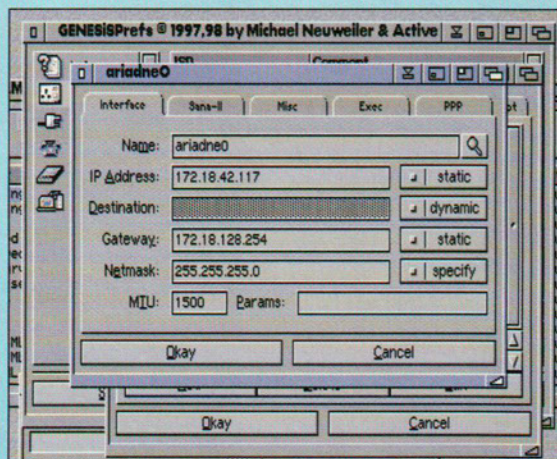 GENESiSPrefs © 1997,98 by Michael Neuweiler & Active
ISP
Comment
ariadne0
Interface
Sana-II
Misc
Exec
PPP
Name:
ariadne0
IP Address:
172.18.42.117
static
Destination:
dynamic
Gateway:
172.18.128.254
static
Netmask:
255.255.255.0
specify
MTU:
1500
Params:
Okay
Cancel
Okay
Cancel